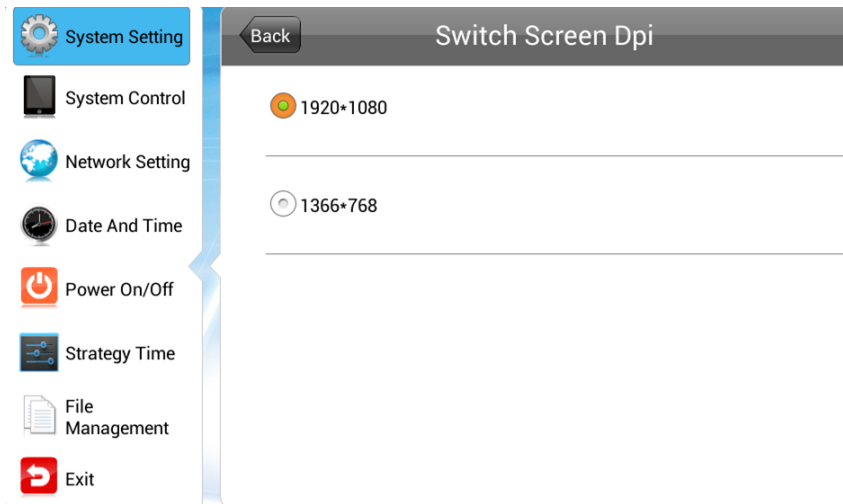 System Setting
System Control
Network Setting
Date And Time
Power On/Off
Strategy Time
File
Management
Exit
Back
Switch Screen Dpi
1920*1080
1366*768